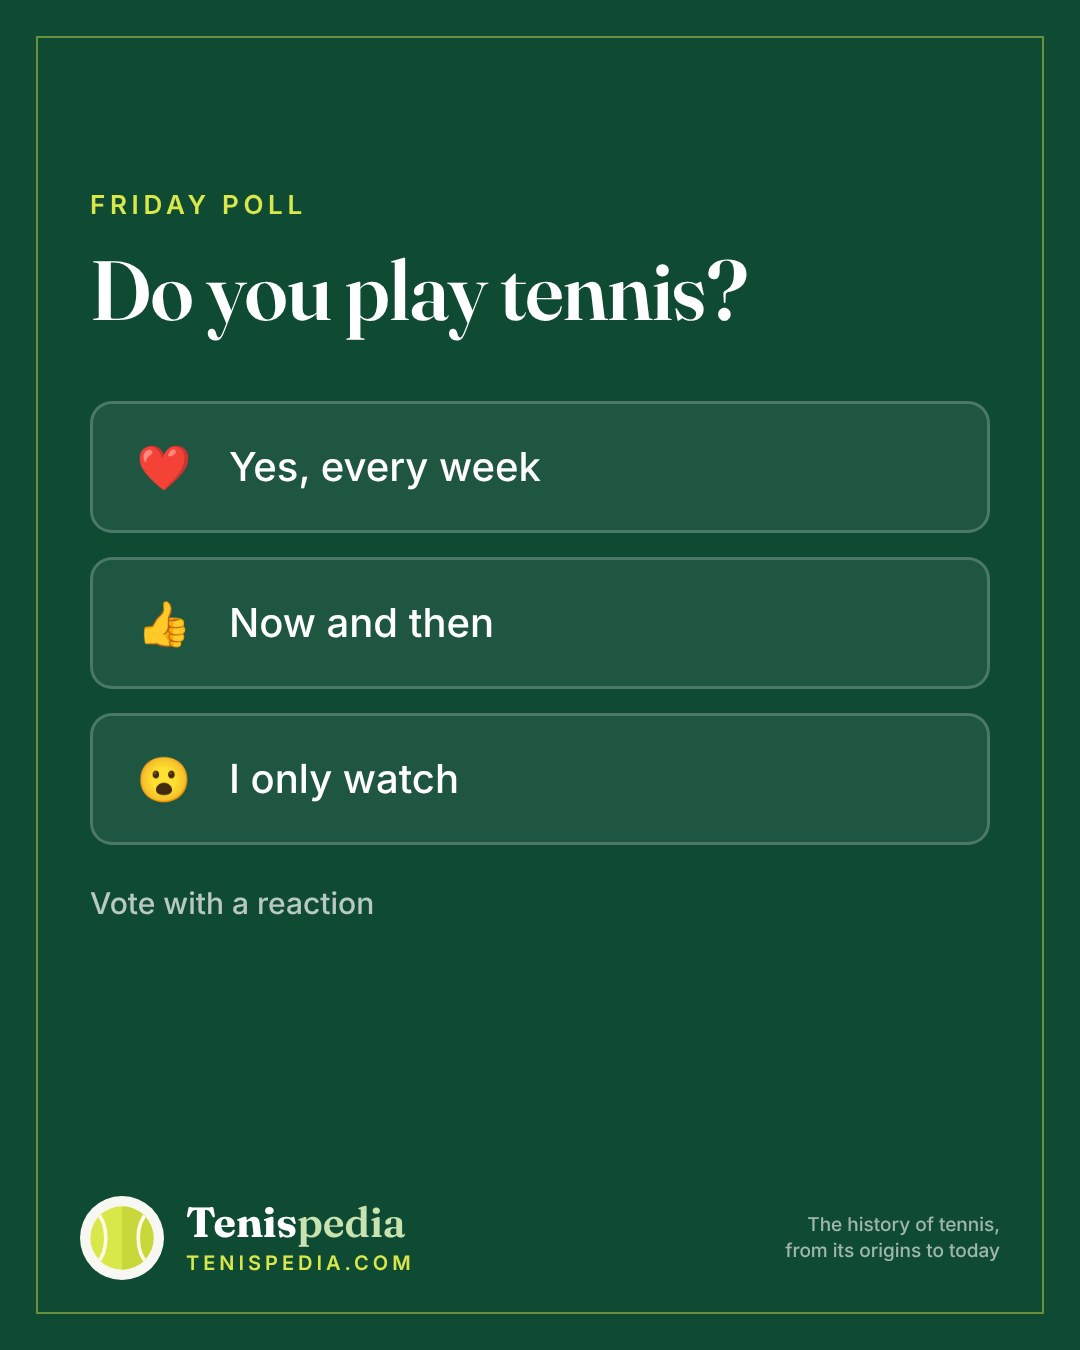 FRIDAY POLL
Do you play tennis?
❤️ Yes, every week
👍 Now and then
😮 I only watch
Vote with a reaction
Tenispedia
TENISPEDIA.COM
The history of tennis,
from its origins to today